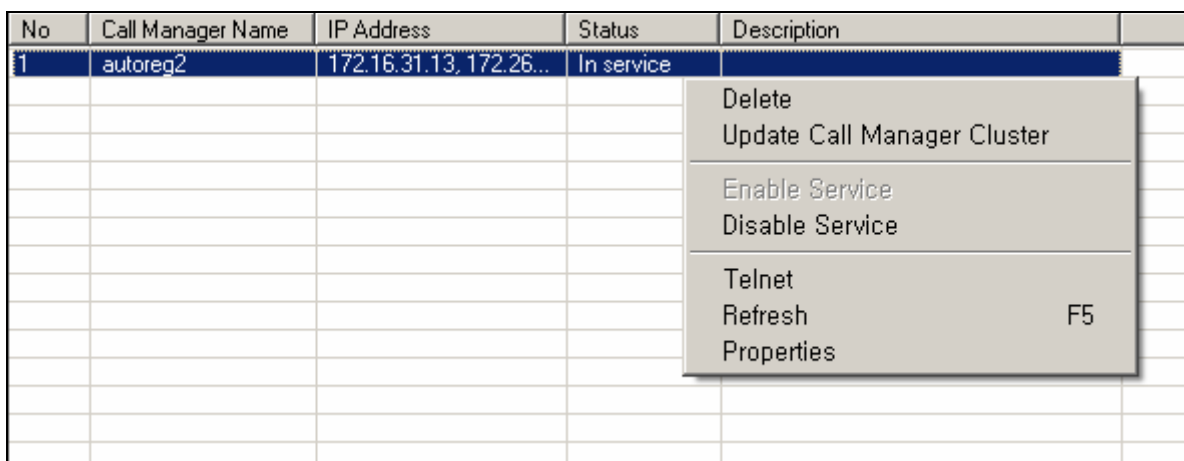 No Call Manager Name IP Address Status Description
1 autoreg2 172.16.31.13, 172.26... In service
Delete
Update Call Manager Cluster
Enable Service
Disable Service
Telnet
Refresh F5
Properties